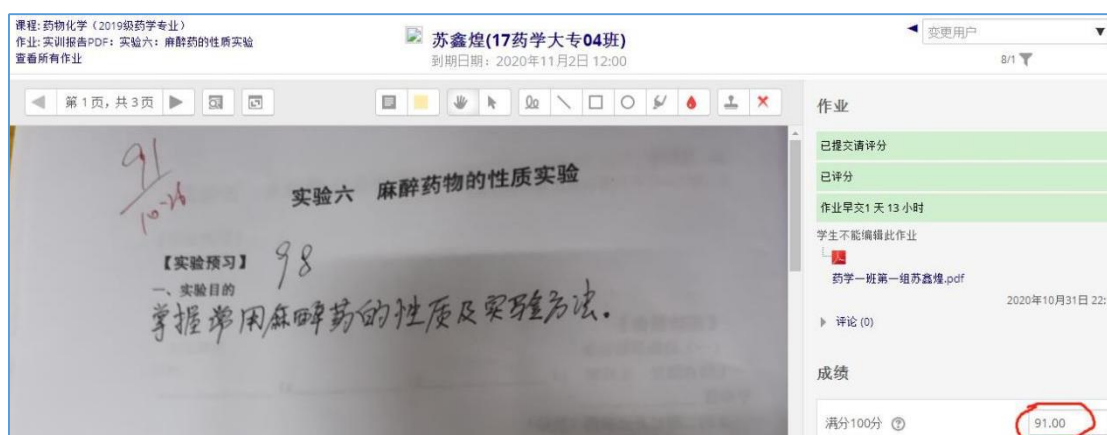 课程:药物化学（2019级药学专业）
作业:实训报告PDF：实验六：麻醉药的性质实验
查看所有作业
苏鑫煌(17药学大专04班)
到期日期：2020年11月2日 12:00
变更用户
8/1
第1页，共3页
作业
已提交请评分
已评分
作业早交1 天 13 小时
学生不能编辑此作业
药学一班第一组苏鑫煌.pdf
2020年10月31日 22:
评论 (0)
成绩
满分100分
91.00
91
10-26
实验六 麻醉药物的性质实验
【实验预习】 98
一、实验目的
掌握常用麻醉药的性质及实验方法.